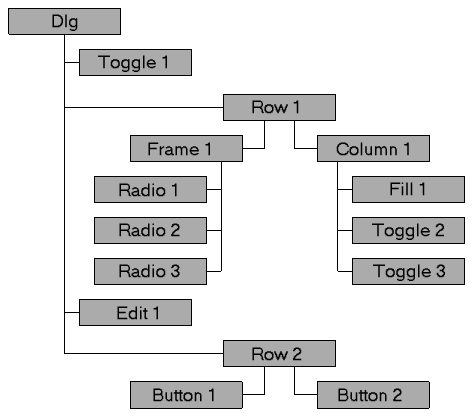 Dlg
Toggle 1
Row 1
Frame 1
Column 1
Radio 1
Fill 1
Radio 2
Toggle 2
Radio 3
Toggle 3
Edit 1
Row 2
Button 1
Button 2